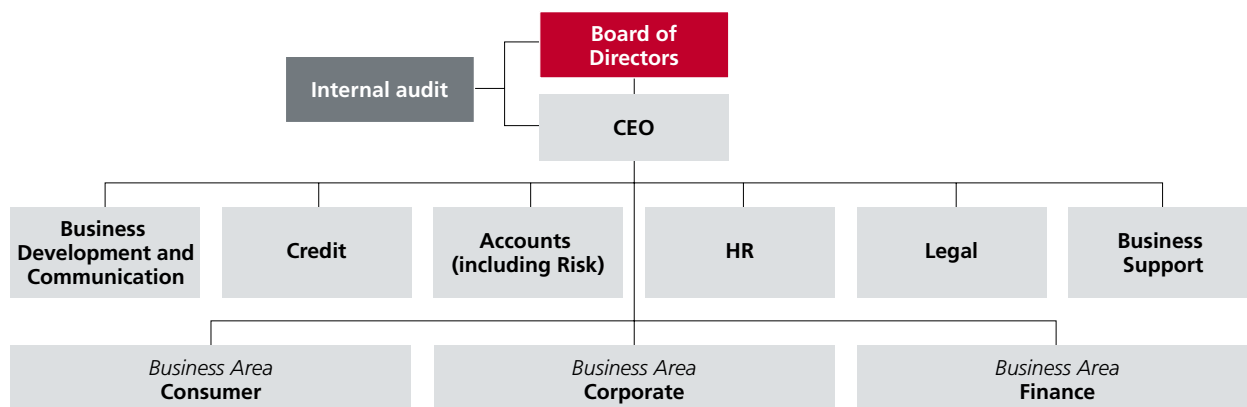 Board of
Directors
Internal audit
CEO
Business
Development and
Communication
Credit
Accounts
(including Risk)
HR
Legal
Business
Support
Business Area
Consumer
Business Area
Corporate
Business Area
Finance